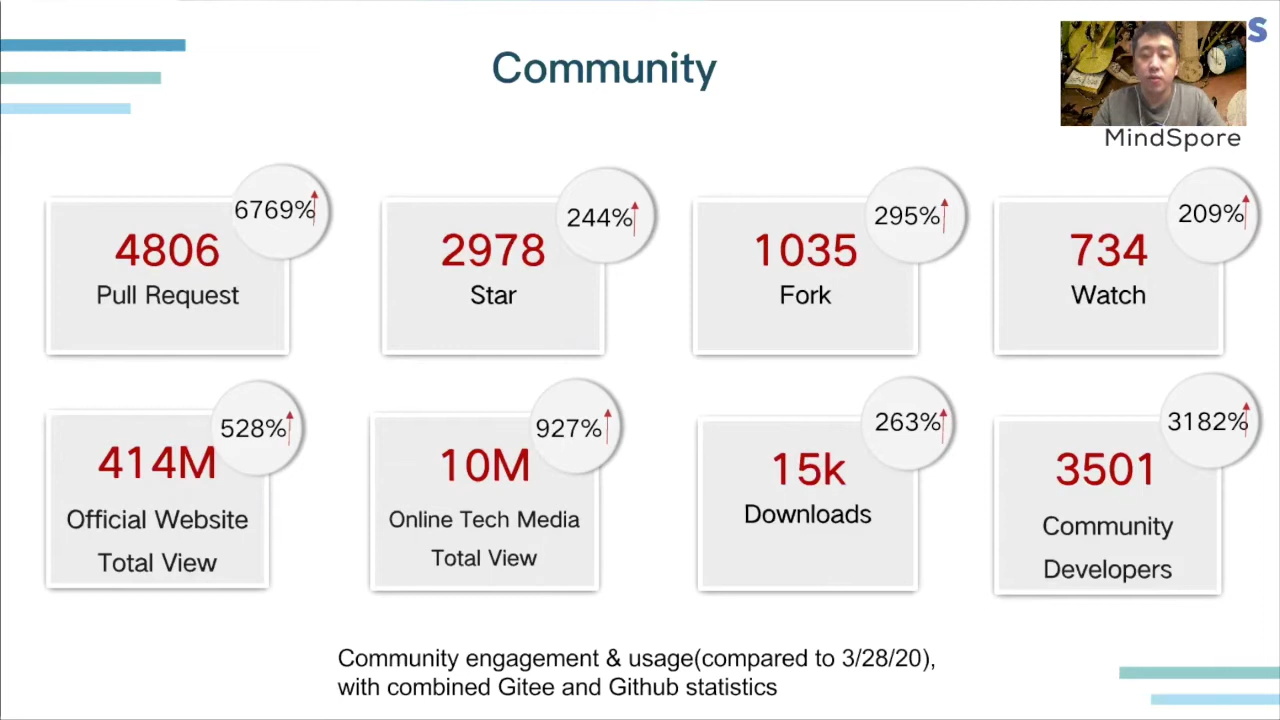 Community
S
MindSpore
6769%
4806
Pull Request
244%
2978
Star
295%
1035
Fork
209%
734
Watch
528%
414M
Official Website
Total View
927%
10M
Online Tech Media
Total View
263%
15k
Downloads
3182%
3501
Community
Developers
Community engagement & usage(compared to 3/28/20),
with combined Gitee and Github statistics